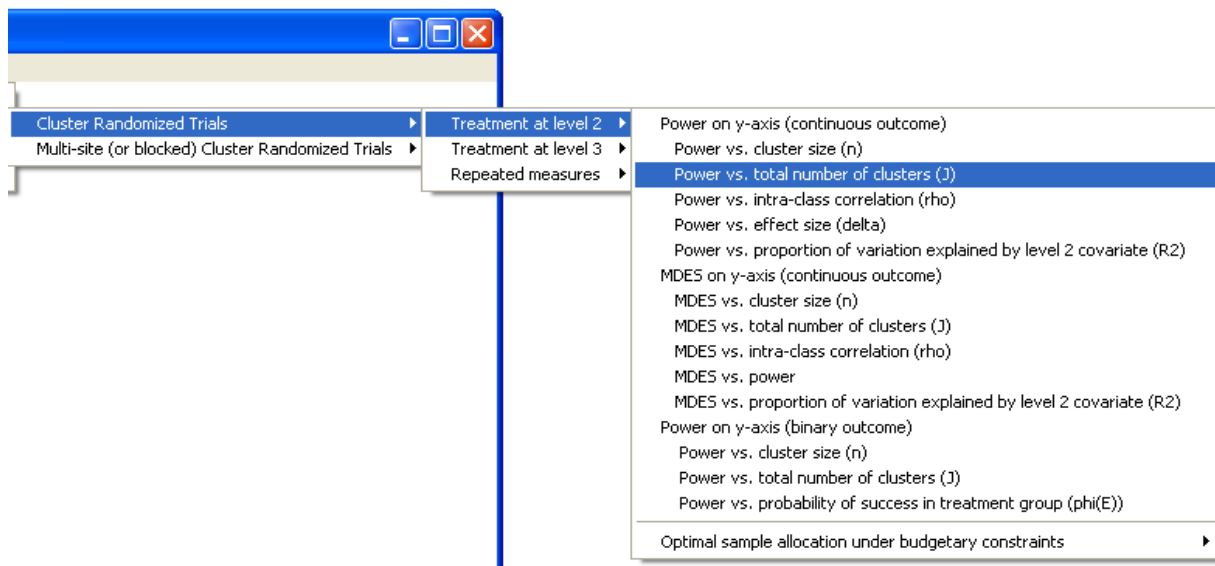 Cluster Randomized Trials
Multi-site (or blocked) Cluster Randomized Trials
Treatment at level 2
Treatment at level 3
Repeated measures
Power on y-axis (continuous outcome)
Power vs. cluster size (n)
Power vs. total number of clusters (J)
Power vs. intra-class correlation (rho)
Power vs. effect size (delta)
Power vs. proportion of variation explained by level 2 covariate (R2)
MDES on y-axis (continuous outcome)
MDES vs. cluster size (n)
MDES vs. total number of clusters (J)
MDES vs. intra-class correlation (rho)
MDES vs. power
MDES vs. proportion of variation explained by level 2 covariate (R2)
Power on y-axis (binary outcome)
Power vs. cluster size (n)
Power vs. total number of clusters (J)
Power vs. probability of success in treatment group (phi(E))
Optimal sample allocation under budgetary constraints